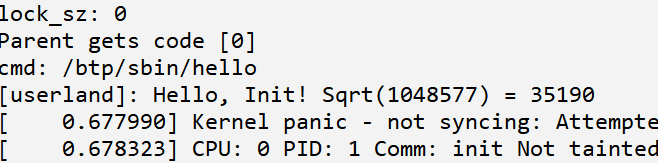 lock_sz: 0
Parent gets code [0]
cmd: /btp/sbin/hello
[userland]: Hello, Init! Sqrt(1048577) = 35190
[    0.677990] Kernel panic - not syncing: Attempte
[    0.678323] CPU: 0 PID: 1 Comm: init Not tainted